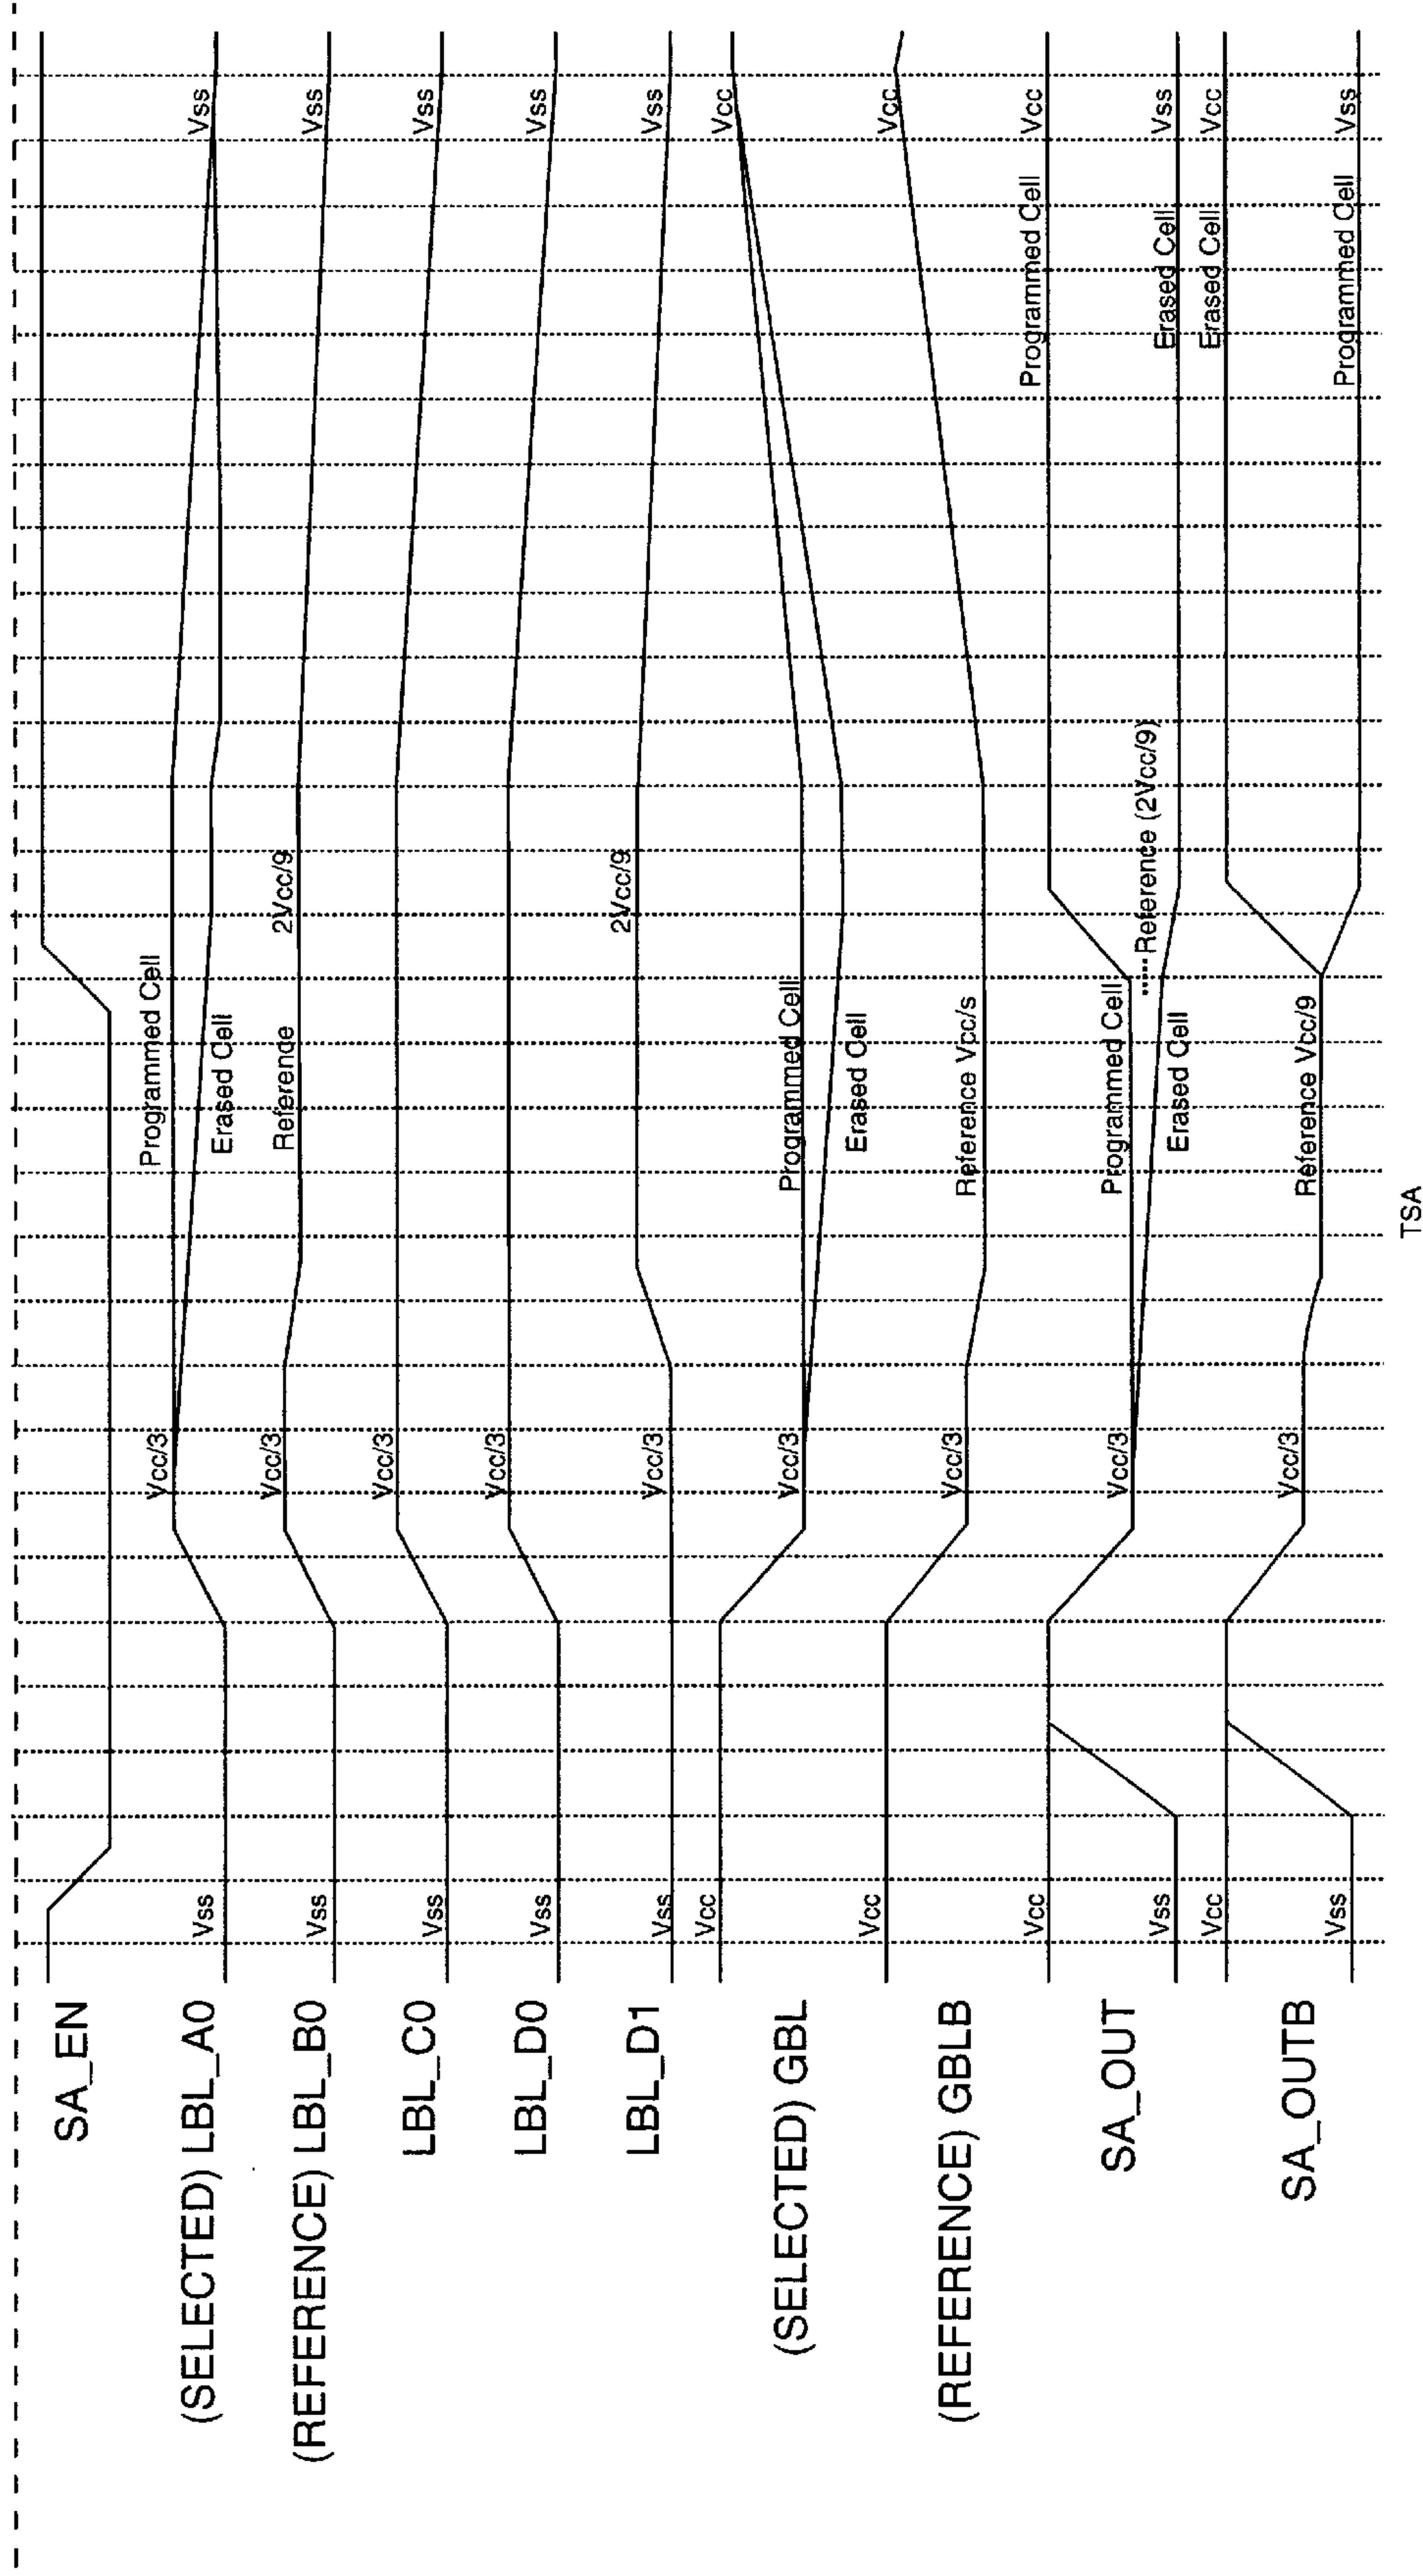 SA_EN
(SELECTED) LBL_A0
Vss
Vcc/3
Programmed Cell
Erased Cell
Vss
(REFERENCE) LBL_B0
Vss
Vcc/3
Reference
2Vcc/9
Vss
LBL_C0
Vss
Vcc/3
Vss
LBL_D0
Vss
Vcc/3
Vss
LBL_D1
Vss
Vcc/3
2Vcc/9
Vss
(SELECTED) GBL
Vcc
Vcc/3
Programmed Cell
Erased Cell
Vcc
(REFERENCE) GBLB
Vcc
Vcc/3
Reference Vcc/s
Vcc
SA_OUT
Vcc
Vss
Vcc/3
Programmed Cell
Erased Cell
Reference (2Vcc/9)
Programmed Cell
Vcc
Erased Cell
Vss
SA_OUTB
Vcc
Vss
Vcc/3
Reference Vcc/9
Erased Cell
Vcc
Programmed Cell
Vss
TSA